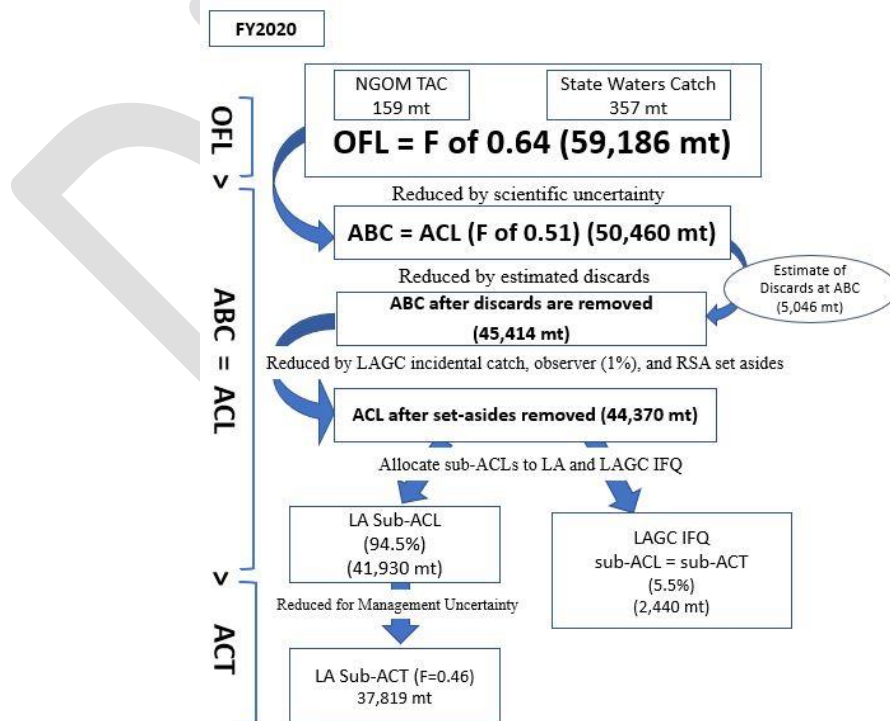 FY2020
NGOM TAC
159 mt
State Waters Catch
357 mt
OFL = F of 0.64 (59,186 mt)
OFL
>
Reduced by scientific uncertainty
ABC = ACL (F of 0.51) (50,460 mt)
Reduced by estimated discards
Estimate of
Discards at ABC
(5,046 mt)
ABC after discards are removed
(45,414 mt)
ABC = ACL
Reduced by LAGC incidental catch, observer (1%), and RSA set asides
ACL after set-asides removed (44,370 mt)
Allocate sub-ACLs to LA and LAGC IFQ
LA Sub-ACL
(94.5%)
(41,930 mt)
LAGC IFQ
sub-ACL = sub-ACT
(5.5%)
(2,440 mt)
>
Reduced for Management Uncertainty
ACT
LA Sub-ACT (F=0.46)
37,819 mt